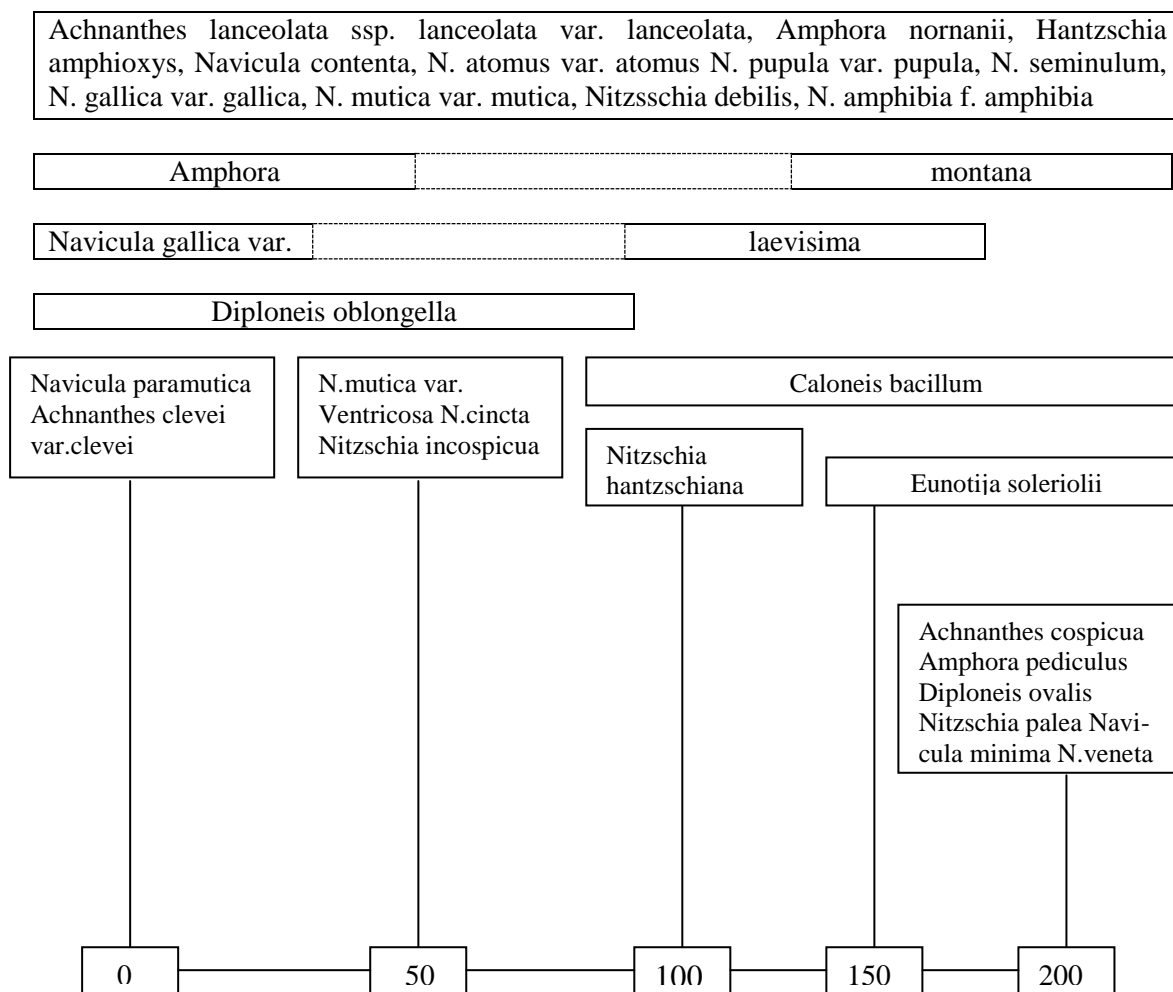 Achnanthes lanceolata ssp. lanceolata var. lanceolata, Amphora nornanii, Hantzschia
amphioxys, Navicula contenta, N. atomus var. atomus N. pupula var. pupula, N. seminulum,
N. gallica var. gallica, N. mutica var. mutica, Nitzsschia debilis, N. amphibia f. amphibia
Amphora montana
Navicula gallica var. laevisima
Diploneis oblongella
Navicula paramutica
Achnanthes clevei
var.clevei
N.mutica var.
Ventricosa N.cincta
Nitzschia incospicua
Caloneis bacillum
Nitzschia
hantzschiana
Eunotija soleriolii
Achnanthes cospicua
Amphora pediculus
Diploneis ovalis
Nitzschia palea Navi-
cula minima N.veneta
0 50 100 150 200